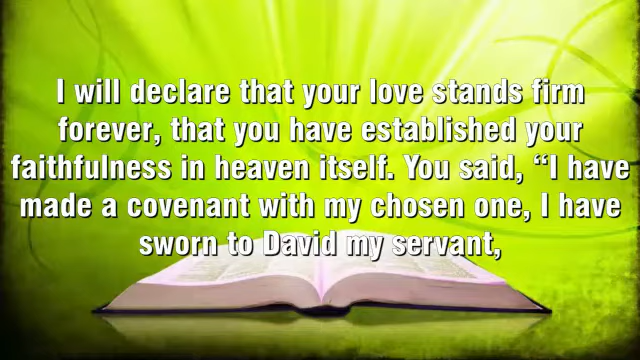 I will declare that your love stands firm
forever, that you have established your
faithfulness in heaven itself. You said, “I have
made a covenant with my chosen one, I have
sworn to David my servant,